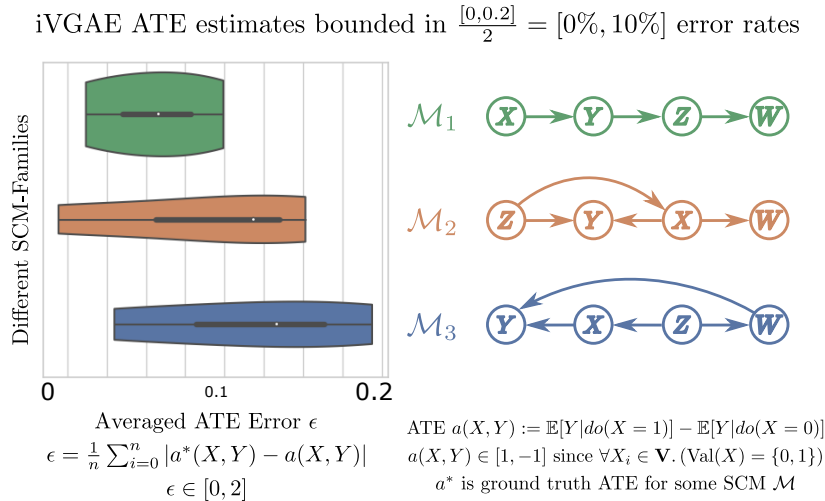 iVGAE ATE estimates bounded in [0,0.2]/2 = [0%, 10%] error rates
Different SCM-Families
0 0.1 0.2
Averaged ATE Error ϵ
ϵ = 1/n ∑_{i=0}^{n} |a*(X, Y) − a(X, Y)|
ϵ ∈ [0, 2]
M₁ X Y Z W
M₂ Z Y X W
M₃ Y X Z W
ATE a(X, Y) := 𝔼[Y|do(X = 1)] − 𝔼[Y|do(X = 0)]
a(X, Y) ∈ [1, −1] since ∀Xᵢ ∈ V. (Val(X) = {0, 1})
a* is ground truth ATE for some SCM M